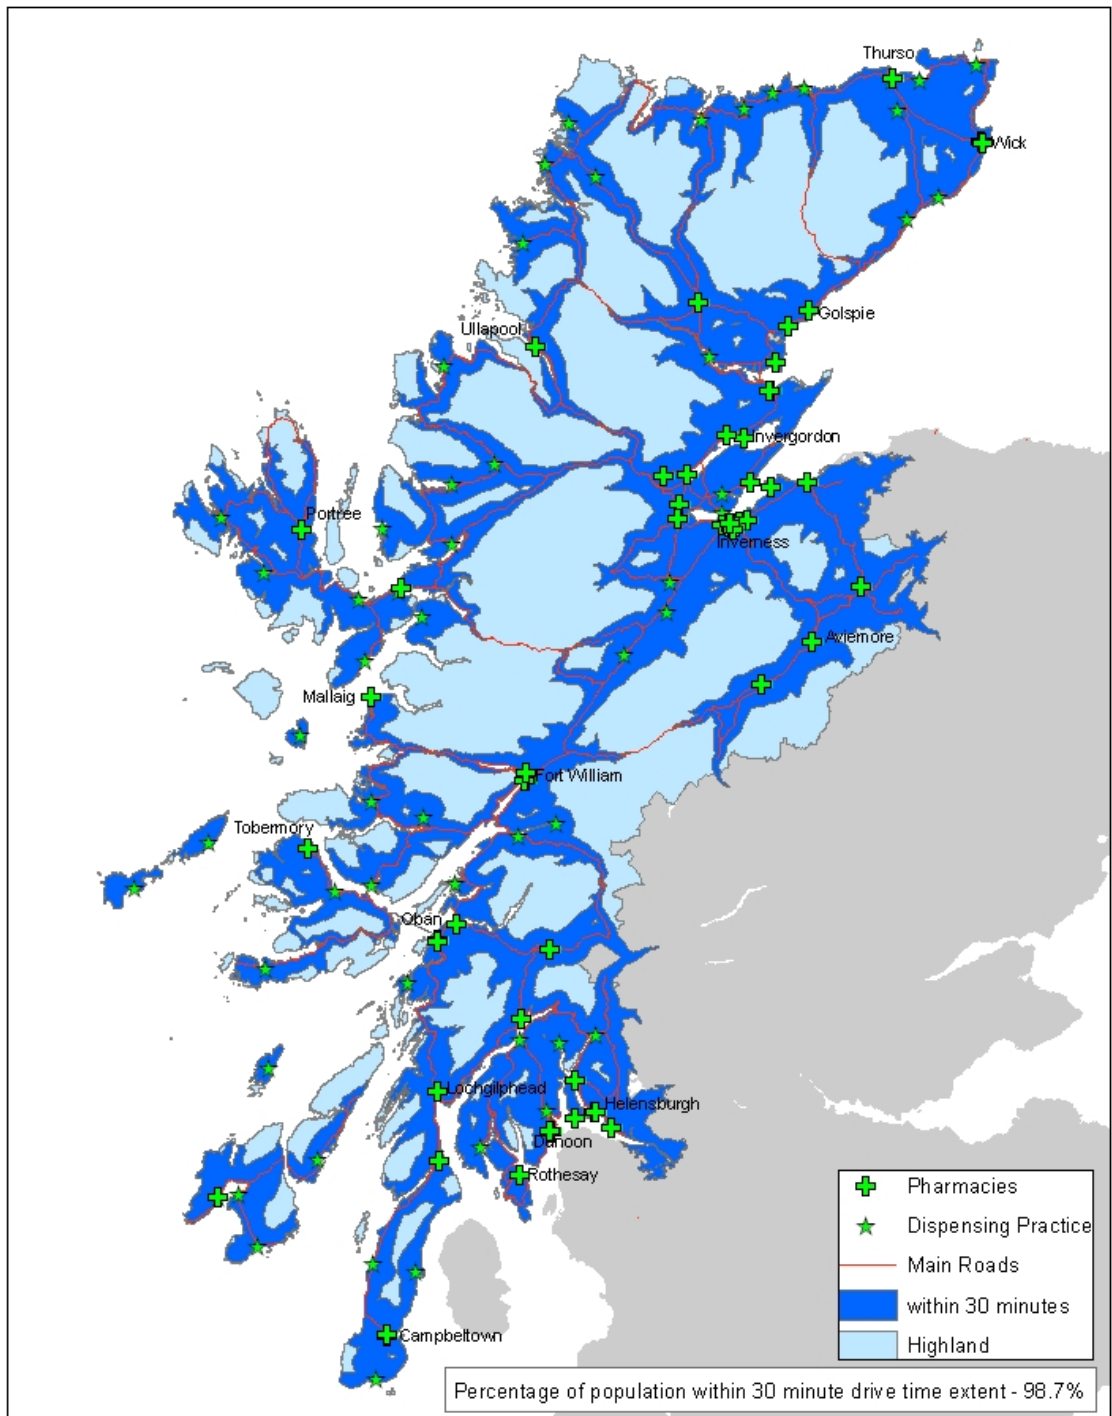 Thurso
Wick
Golspie
Ullapool
Invergordon
Portree
Inverness
Aviemore
Mallaig
Fort William
Tobermory
Oban
Lochgilphead
Helensburgh
Dunoon
Rothesay
Campbeltown
Pharmacies
Dispensing Practice
Main Roads
within 30 minutes
Highland
Percentage of population within 30 minute drive time extent - 98.7%